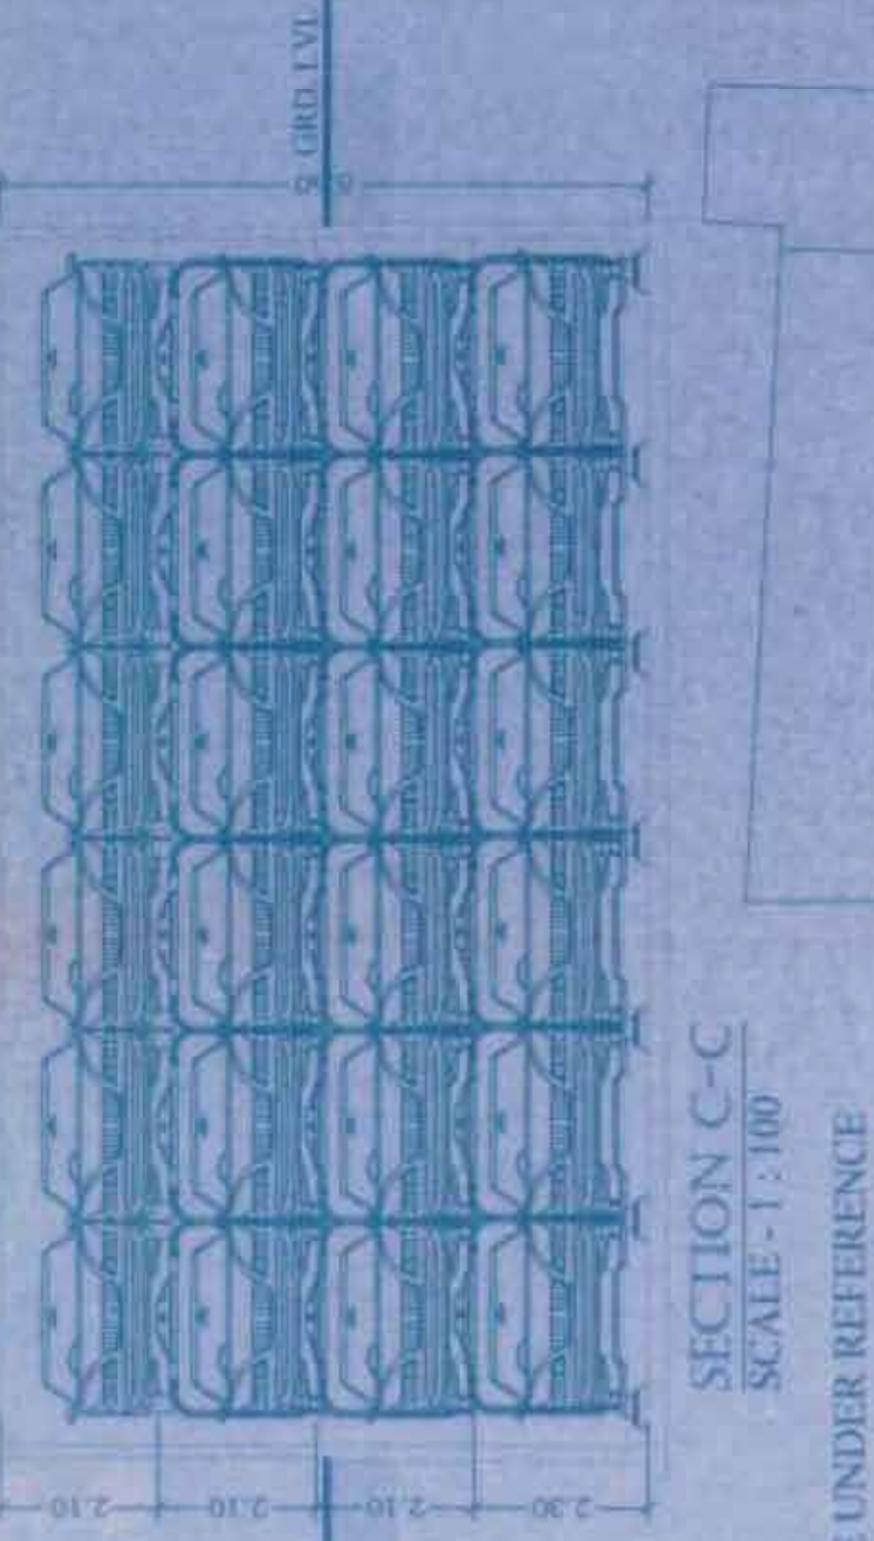 GRD. LVL
2.10
2.10
2.10
2.30
SECTION C-C
SCALE - 1 : 100
UNDER REFERENCE